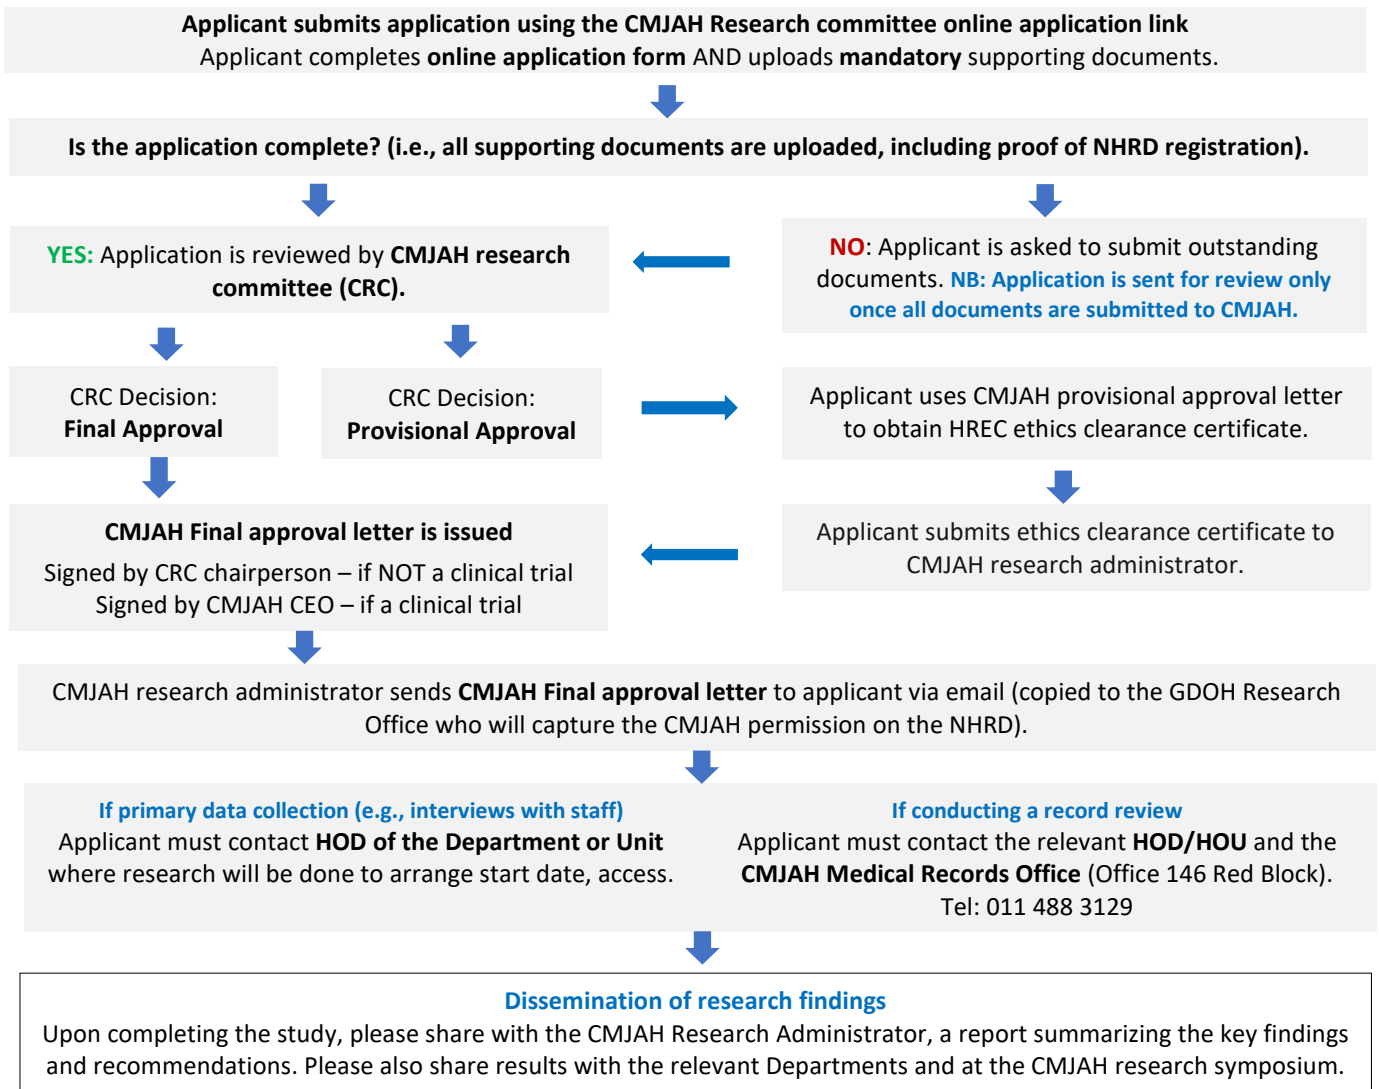 Applicant submits application using the CMJAH Research committee online application link
Applicant completes online application form AND uploads mandatory supporting documents.
Is the application complete? (i.e., all supporting documents are uploaded, including proof of NHRD registration).
YES: Application is reviewed by CMJAH research
committee (CRC).
NO: Applicant is asked to submit outstanding
documents. NB: Application is sent for review only
once all documents are submitted to CMJAH.
CRC Decision:
Final Approval
CRC Decision:
Provisional Approval
Applicant uses CMJAH provisional approval letter
to obtain HREC ethics clearance certificate.
CMJAH Final approval letter is issued
Signed by CRC chairperson – if NOT a clinical trial
Signed by CMJAH CEO – if a clinical trial
Applicant submits ethics clearance certificate to
CMJAH research administrator.
CMJAH research administrator sends CMJAH Final approval letter to applicant via email (copied to the GDOH Research
Office who will capture the CMJAH permission on the NHRD).
If primary data collection (e.g., interviews with staff)
Applicant must contact HOD of the Department or Unit
where research will be done to arrange start date, access.
If conducting a record review
Applicant must contact the relevant HOD/HOU and the
CMJAH Medical Records Office (Office 146 Red Block).
Tel: 011 488 3129
Dissemination of research findings
Upon completing the study, please share with the CMJAH Research Administrator, a report summarizing the key findings
and recommendations. Please also share results with the relevant Departments and at the CMJAH research symposium.